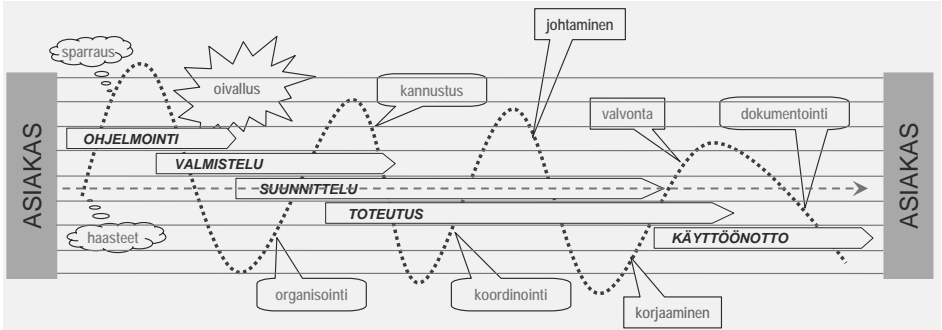 johtaminen
sparraus
oivallus
kannustus
valvonta
dokumentointi
ASIAKAS
OHJELMOINTI
VALMISTELU
SUUNNITTELU
TOTEUTUS
KÄYTTÖÖNOTTO
ASIAKAS
haasteet
organisointi
koordinointi
korjaaminen